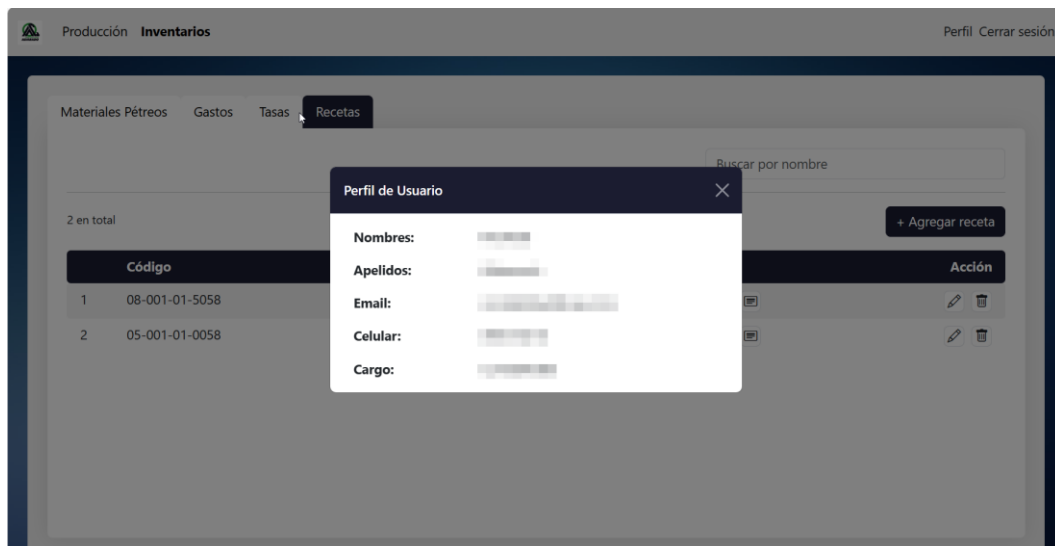 Producción Inventarios Perfil Cerrar sesión
Materiales Pétreos Gastos Tasas Recetas
Buscar por nombre
Perfil de Usuario
2 en total + Agregar receta
Nombres:
Código Acción
Apelidos:
1 08-001-01-5058
Email:
2 05-001-01-0058
Celular:
Cargo: